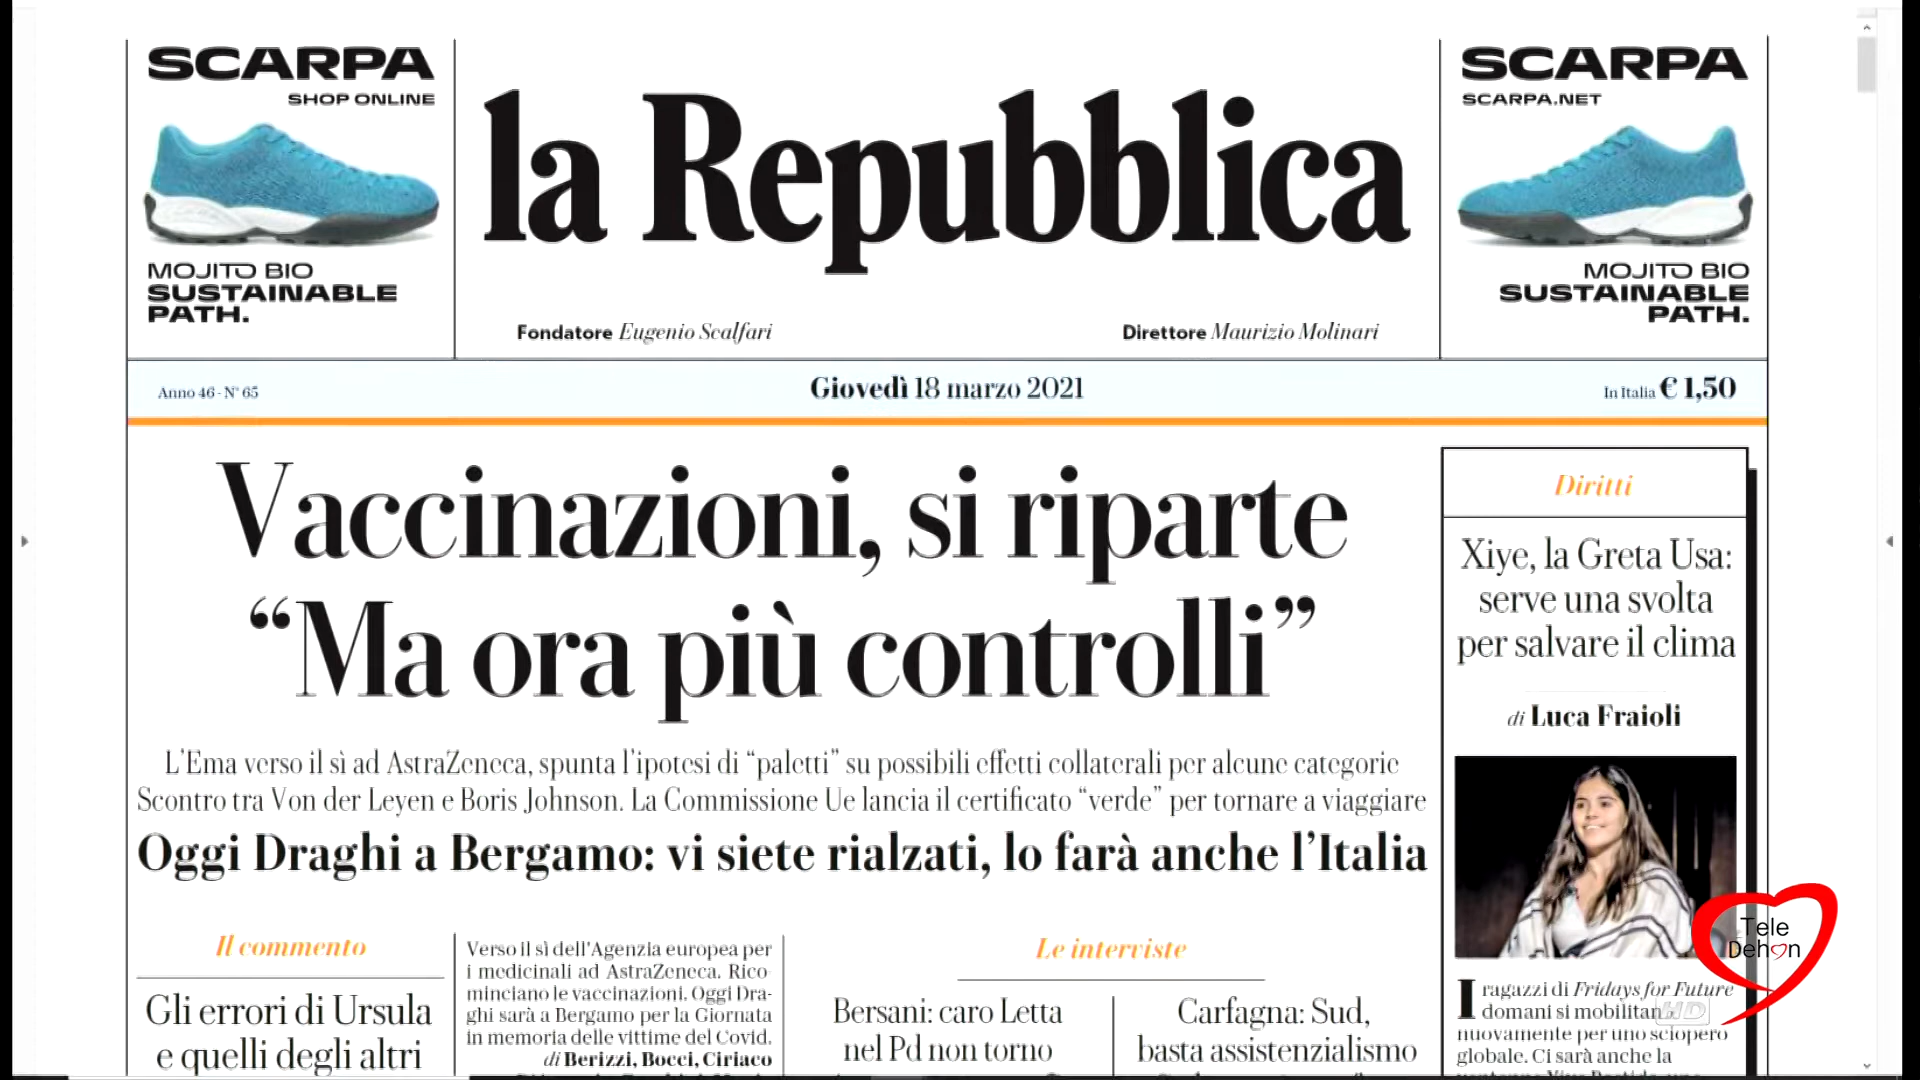 SCARPA
SHOP ONLINE
MOJITO BIO
SUSTAINABLE
PATH.
la Repubblica
Fondatore Eugenio Scalfari
Direttore Maurizio Molinari
SCARPA
SCARPA.NET
MOJITO BIO
SUSTAINABLE
PATH.
Anno 46 - N° 65
Giovedì 18 marzo 2021
In Italia € 1,50
Vaccinazioni, si riparte
“Ma ora più controlli”
L’Ema verso il sì ad AstraZeneca, spunta l’ipotesi di “paletti” su possibili effetti collaterali per alcune categorie
Scontro tra Von der Leyen e Boris Johnson. La Commissione Ue lancia il certificato “verde” per tornare a viaggiare
Oggi Draghi a Bergamo: vi siete rialzati, lo farà anche l’Italia
Il commento
Gli errori di Ursula
e quelli degli altri
Verso il sì dell’Agenzia europea per
i medicinali ad AstraZeneca. Rico-
minciano le vaccinazioni. Oggi Dra-
ghi sarà a Bergamo per la Giornata
in memoria delle vittime del Covid.
di Berizzi, Bocci, Ciriaco
Le interviste
Bersani: caro Letta
nel Pd non torno
Carfagna: Sud,
basta assistenzialismo
Diritti
Xiye, la Greta Usa:
serve una svolta
per salvare il clima
di Luca Fraioli
I ragazzi di Fridays for Future
domani si mobilitano
nuovamente per uno sciopero
globale. Ci sarà anche la
Tele
Dehon
HD